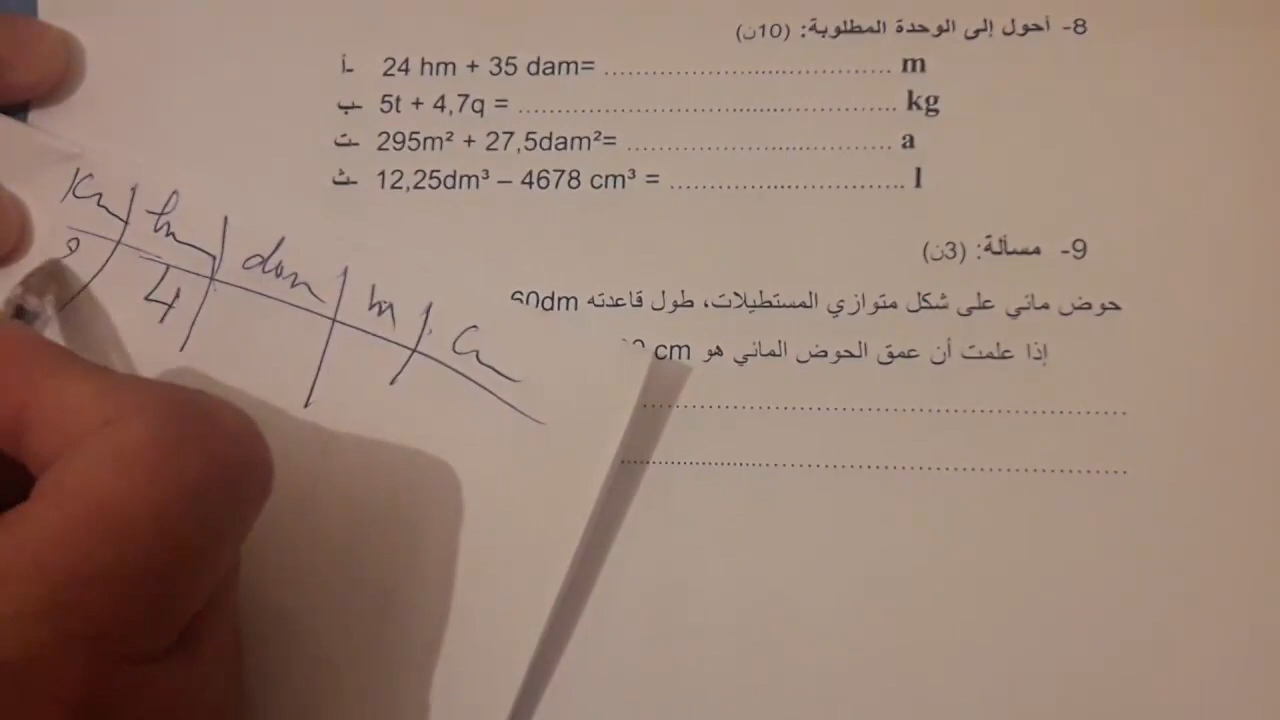 8- أحول إلى الوحدة المطلوبة: (10ن)
أ- 24 hm + 35 dam= ........................................ m
ب- 5t + 4,7q = ..................................................... kg
ت- 295m² + 27,5dam²= ..................................... a
ث- 12,25dm³ – 4678 cm³ = ................................. l
9- مسألة: (3ن)
حوض مائي على شكل متوازي المستطيلات، طول قاعدته 60dm
إذا علمت أن عمق الحوض المائي هو cm
Km hm dam m
4